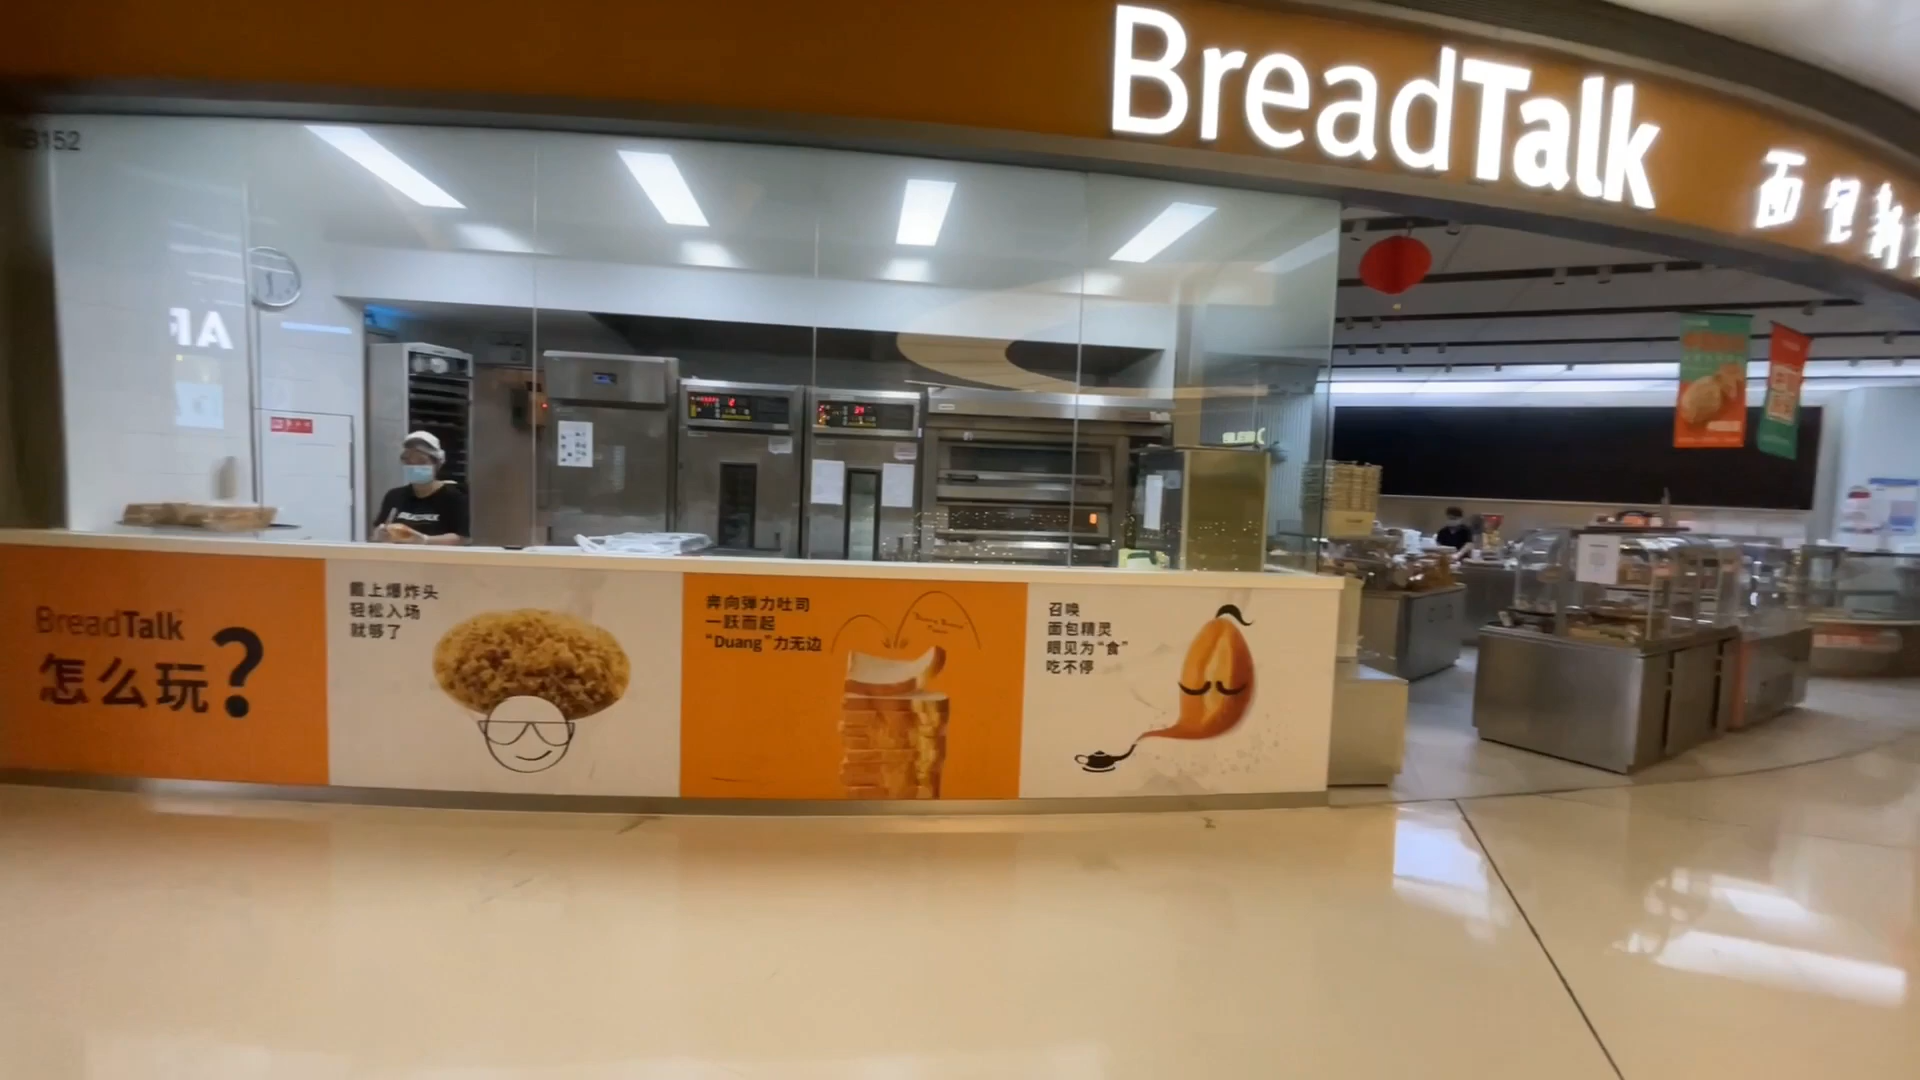 BreadTalk
面包新
B152
BreadTalk
怎么玩?
戴上爆炸头
轻松入场
就够了
奔向弹力吐司
一跃而起
“Duang”力无边
召唤
面包精灵
眼见为“食”
吃不停